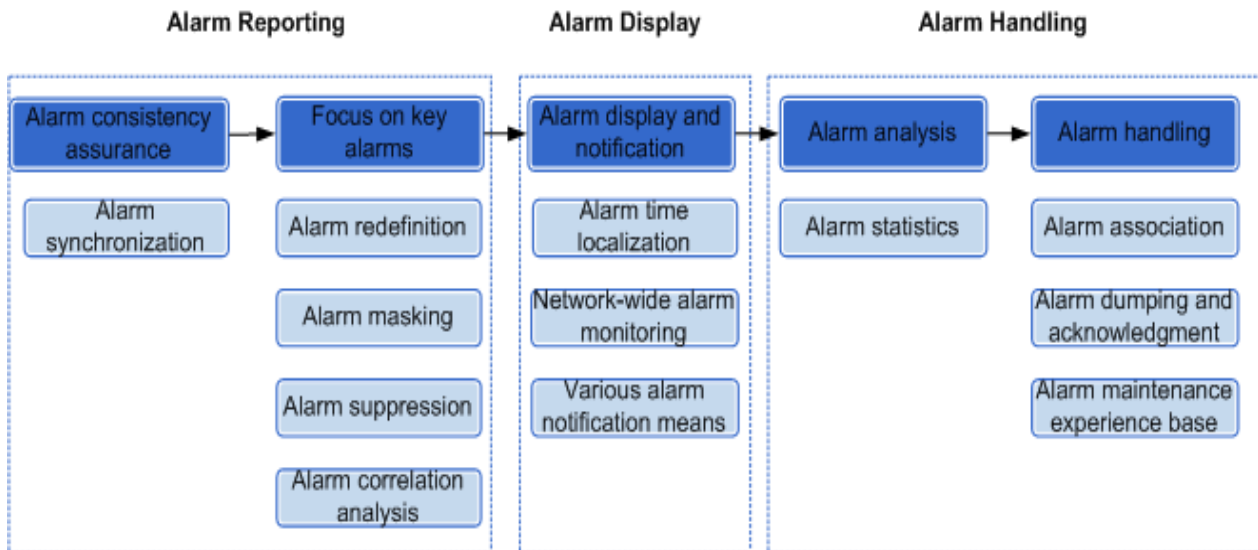 Alarm Reporting
Alarm Display
Alarm Handling
Alarm consistency
assurance
Focus on key
alarms
Alarm display and
notification
Alarm analysis
Alarm handling
Alarm
synchronization
Alarm redefinition
Alarm masking
Alarm suppression
Alarm correlation
analysis
Alarm time
localization
Network-wide alarm
monitoring
Various alarm
notification means
Alarm statistics
Alarm association
Alarm dumping and
acknowledgment
Alarm maintenance
experience base